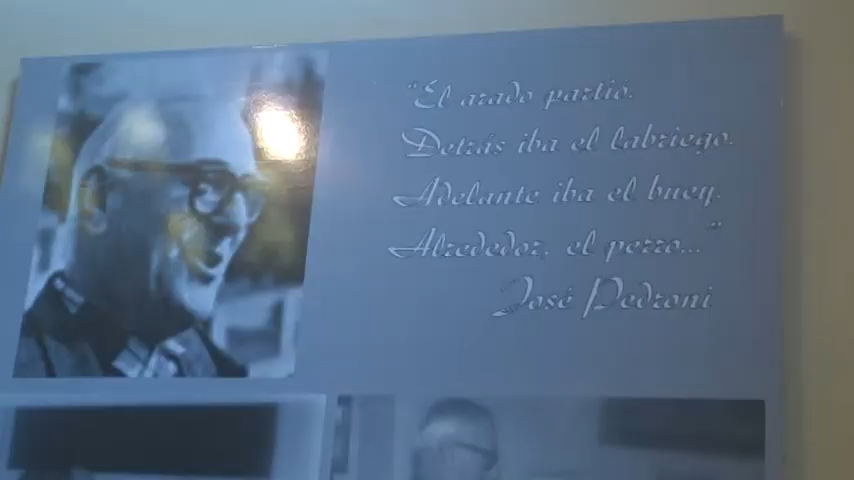 "El arado partió.
Detrás iba el labriego.
Adelante iba el buey.
Alrededor, el perro..."
José Pedroni